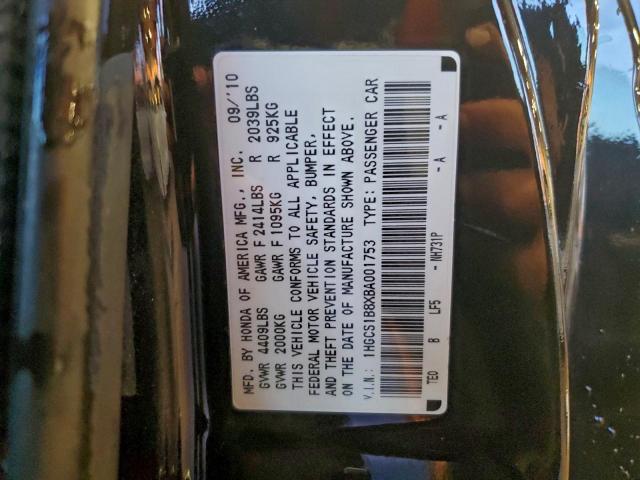 MFD. BY HONDA OF AMERICA MFG., INC. 09/'10
GVWR 4409LBS GAWR F 2414LBS R 2039LBS
GVWR 2000KG GAWR F 1095KG R 925KG
THIS VEHICLE CONFORMS TO ALL APPLICABLE
FEDERAL MOTOR VEHICLE SAFETY, BUMPER,
AND THEFT PREVENTION STANDARDS IN EFFECT
ON THE DATE OF MANUFACTURE SHOWN ABOVE.
V.I.N.: 1HGCS1B8XBA001753 TYPE: PASSENGER CAR
TE0 B LF5 - NH731P - A - A